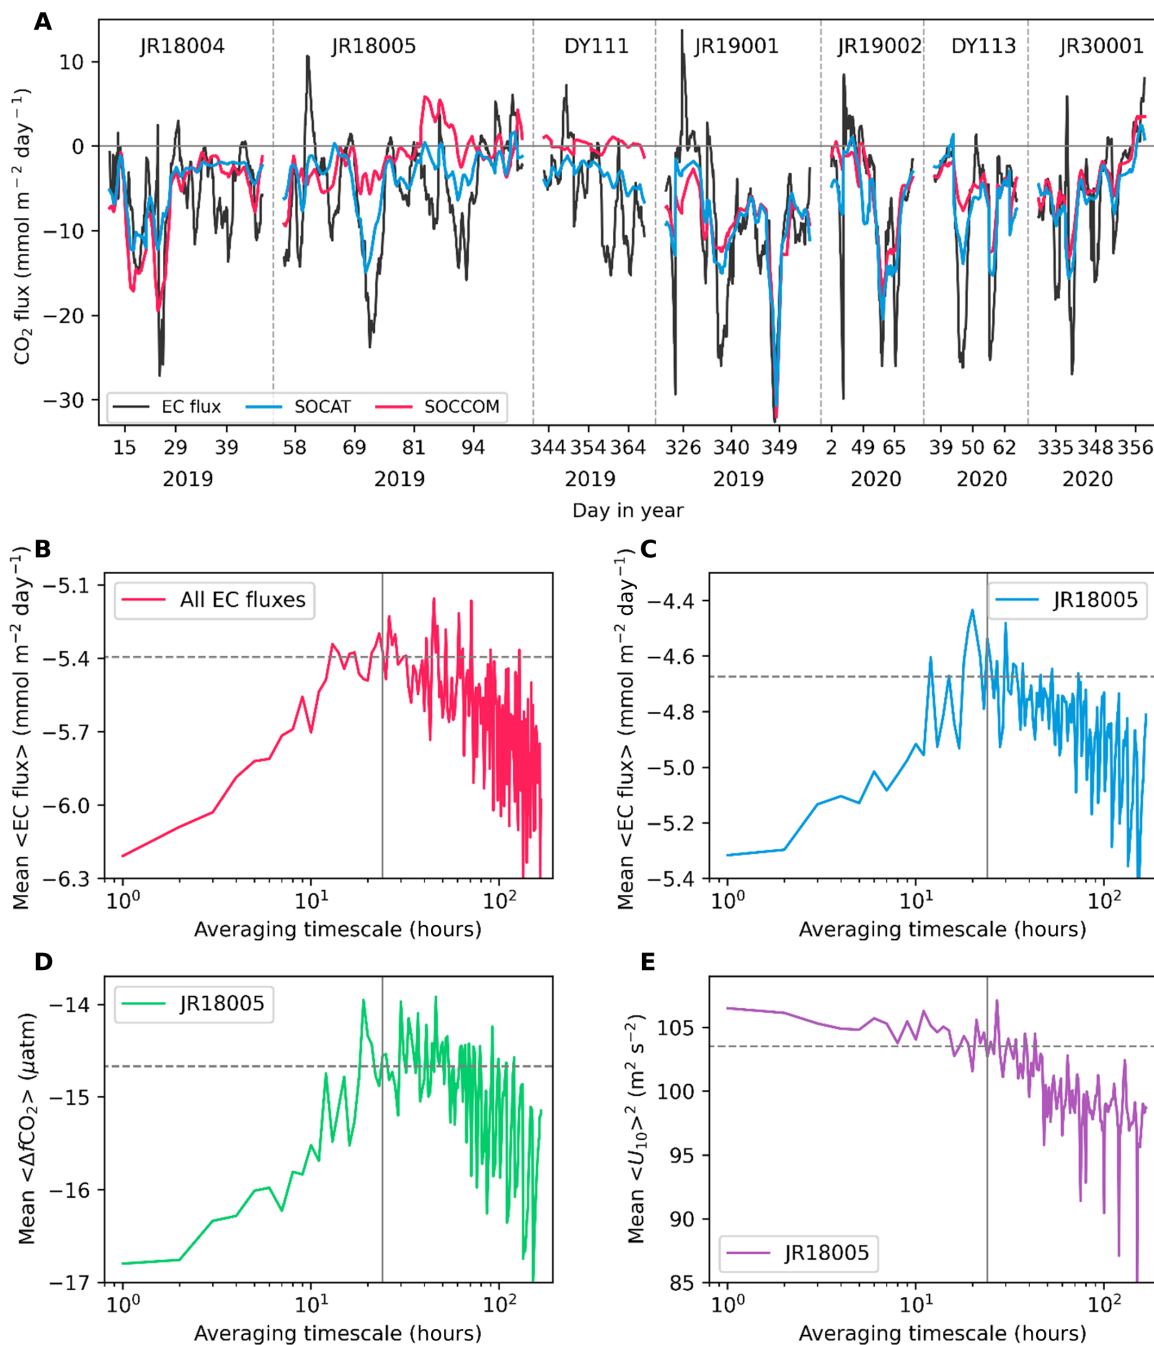 A
JR18004 JR18005 DY111 JR19001 JR19002 DY113 JR30001
CO₂ flux (mmol m⁻² day⁻¹)
10
0
−10
−20
−30
EC flux SOCAT SOCCOM
15 29 39 58 69 81 94 344 354 364 326 340 349 2 49 65 39 50 62 335 348 356
2019 2019 2019 2019 2020 2020 2020
Day in year
B
Mean <EC flux> (mmol m⁻² day⁻¹)
−5.1
−5.4
−5.7
−6.0
−6.3
All EC fluxes
10⁰ 10¹ 10²
Averaging timescale (hours)
C
Mean <EC flux> (mmol m⁻² day⁻¹)
−4.4
−4.6
−4.8
−5.0
−5.2
−5.4
JR18005
10⁰ 10¹ 10²
Averaging timescale (hours)
D
Mean <ΔfCO₂> (μatm)
−14
−15
−16
−17
JR18005
10⁰ 10¹ 10²
Averaging timescale (hours)
E
Mean <U₁₀>² (m² s⁻²)
105
100
95
90
85
JR18005
10⁰ 10¹ 10²
Averaging timescale (hours)